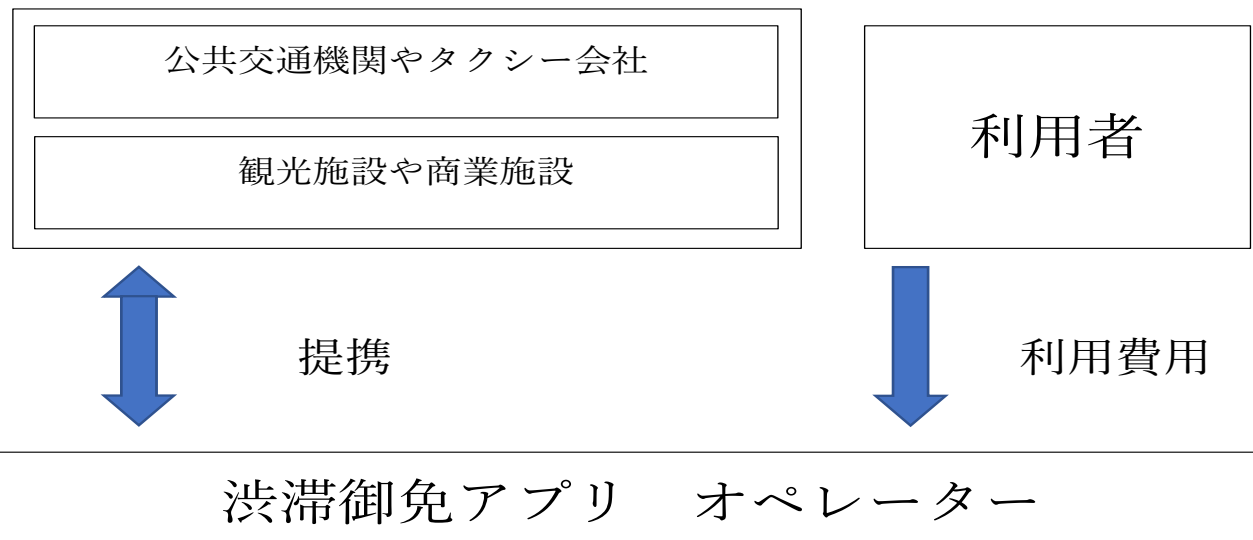 公共交通機関やタクシー会社
観光施設や商業施設
利用者
提携
利用費用
渋滞御免アプリ　オペレーター